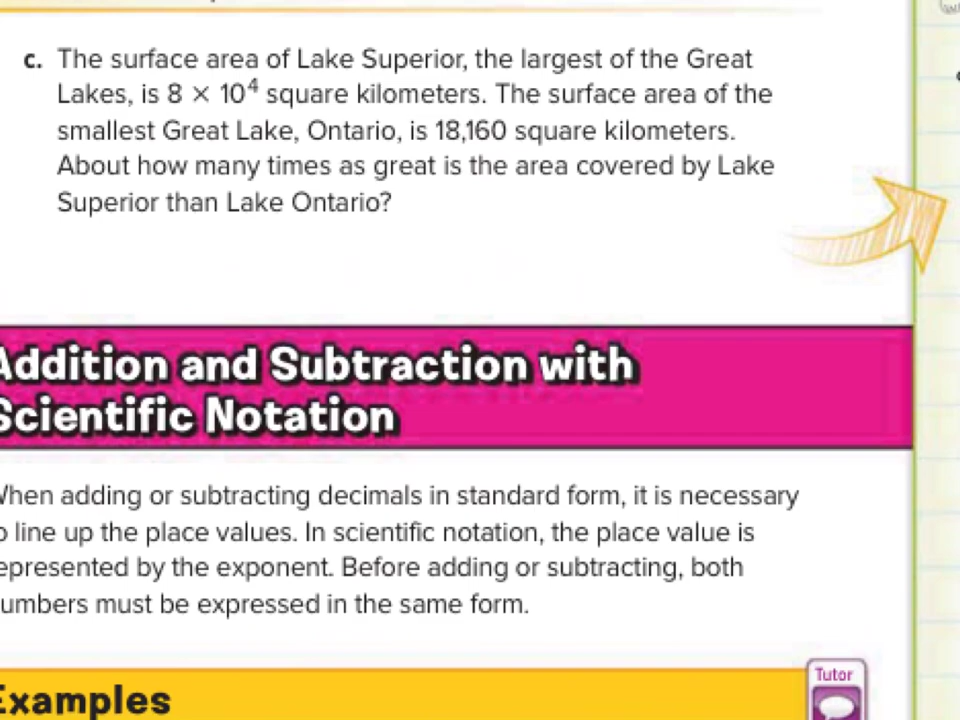 c. The surface area of Lake Superior, the largest of the Great
Lakes, is 8 × 10⁴ square kilometers. The surface area of the
smallest Great Lake, Ontario, is 18,160 square kilometers.
About how many times as great is the area covered by Lake
Superior than Lake Ontario?
Addition and Subtraction with
Scientific Notation
When adding or subtracting decimals in standard form, it is necessary
to line up the place values. In scientific notation, the place value is
represented by the exponent. Before adding or subtracting, both
numbers must be expressed in the same form.
Tutor
Examples